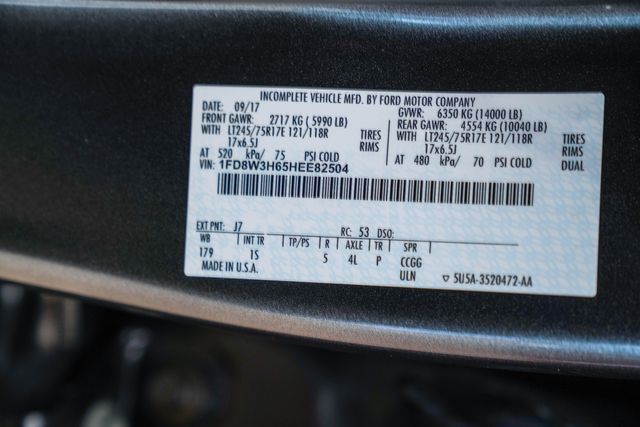 INCOMPLETE VEHICLE MFD. BY FORD MOTOR COMPANY
DATE: 09/17 GVWR: 6350 KG (14000 LB)
FRONT GAWR: 2717 KG (5990 LB) REAR GAWR: 4554 KG (10040 LB)
WITH LT245/75R17E 121/118R TIRES WITH LT245/75R17E 121/118R TIRES
17x6.5J RIMS 17x6.5J RIMS
AT 520 kPa/ 75 PSI COLD AT 480 kPa/ 70 PSI COLD DUAL
VIN: 1FD8W3H65HEE82504
EXT PNT: J7 RC: 53 DSO:
WB INT TR TP/PS R AXLE TR SPR
179 1S 5 4L P CCGG
MADE IN U.S.A. ULN ▽ 5U5A-3520472-AA